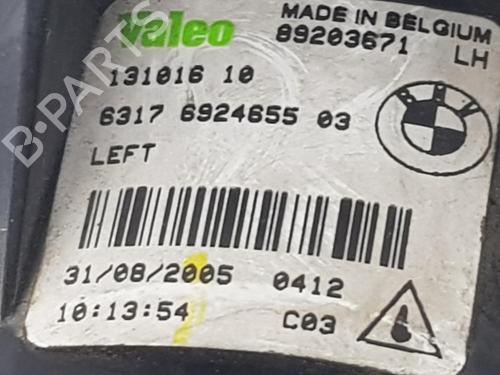 Valeo
MADE IN BELGIUM
89203671
LH
131016 10
6317 6924655 03
LEFT
31/08/2005 0412
10:13:54 C03
B-PARTS